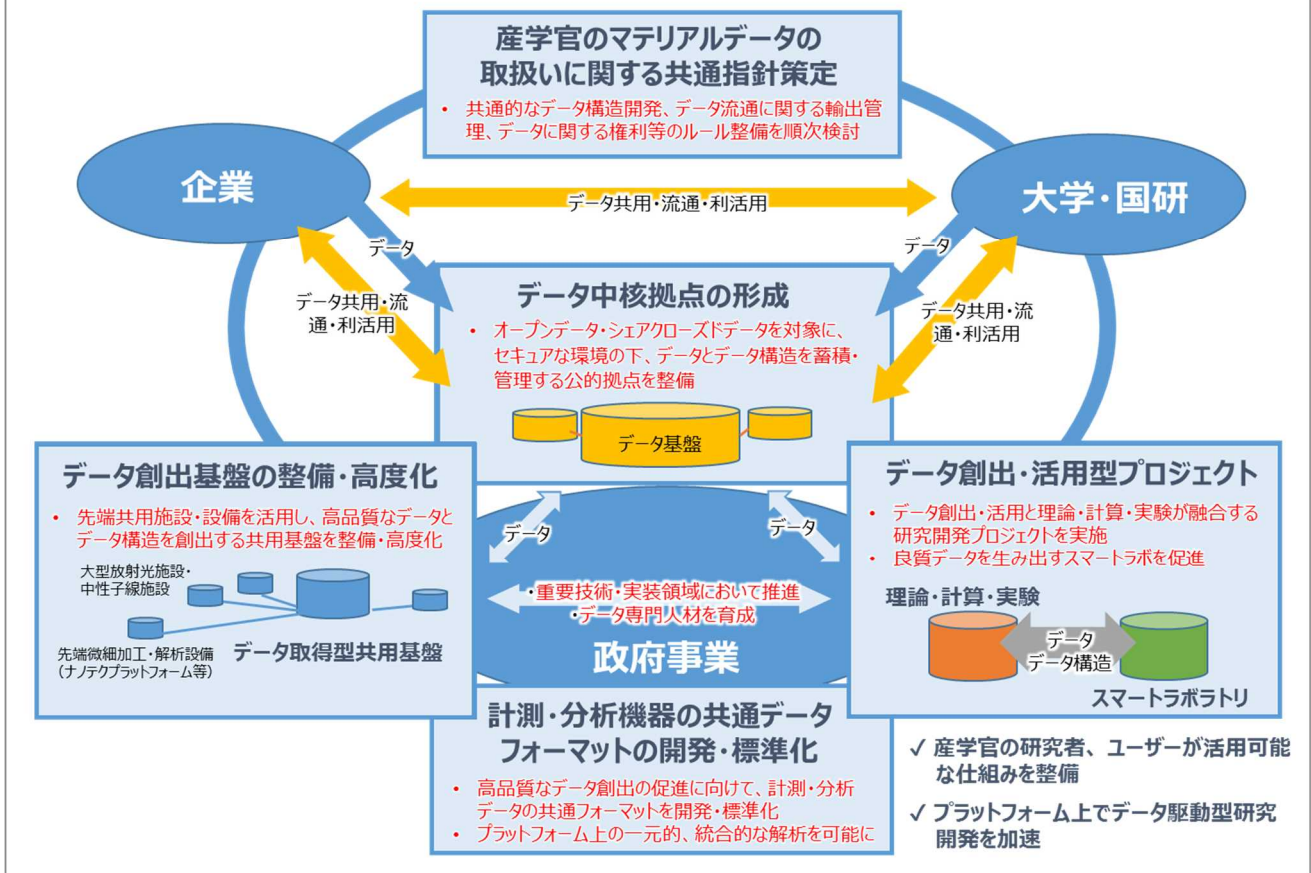 産学官のマテリアルデータの
取扱いに関する共通指針策定
• 共通的なデータ構造開発、データ流通に関する輸出管
理、データに関する権利等のルール整備を順次検討
企業
大学・国研
データ共用・流通・利活用
データ
データ
データ共用・流
通・利活用
データ共用・流
通・利活用
データ中核拠点の形成
• オープンデータ・シェアクローズドデータを対象に、
セキュアな環境の下、データとデータ構造を蓄積・
管理する公的拠点を整備
データ基盤
データ創出基盤の整備・高度化
• 先端共用施設・設備を活用し、高品質なデータと
データ構造を創出する共用基盤を整備・高度化
大型放射光施設・
中性子線施設
先端微細加工・解析設備
（ナノテクプラットフォーム等）
データ取得型共用基盤
データ
データ
・重要技術・実装領域において推進
・データ専門人材を育成
政府事業
データ創出・活用型プロジェクト
• データ創出・活用と理論・計算・実験が融合する
研究開発プロジェクトを実施
• 良質データを生み出すスマートラボを促進
理論・計算・実験
データ
データ構造
スマートラボラトリ
計測・分析機器の共通データ
フォーマットの開発・標準化
• 高品質なデータ創出の促進に向けて、計測・分析
データの共通フォーマットを開発・標準化
• プラットフォーム上の一元的、統合的な解析を可能に
✓ 産学官の研究者、ユーザーが活用可能
な仕組みを整備
✓ プラットフォーム上でデータ駆動型研究
開発を加速